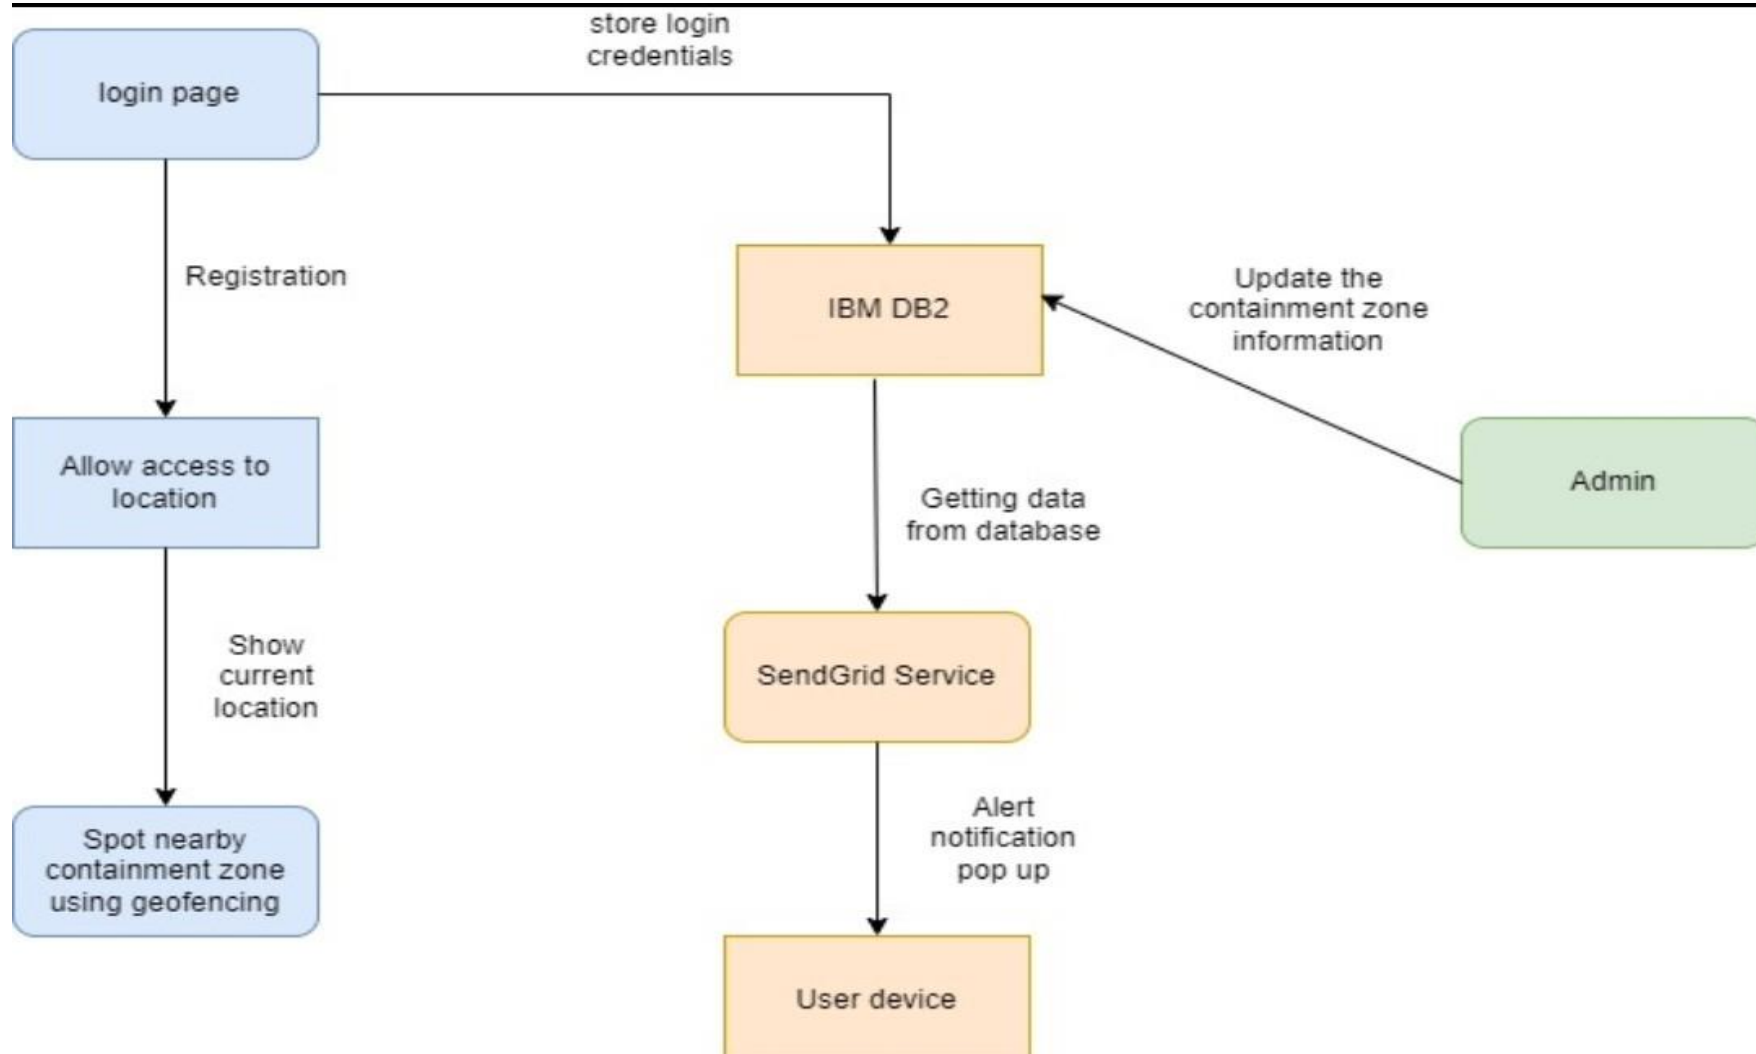 store login
credentials
login page
Registration
IBM DB2
Update the
containment zone
information
Allow access to
location
Admin
Getting data
from database
Show
current
location
SendGrid Service
Alert
notification
pop up
Spot nearby
containment zone
using geofencing
User device